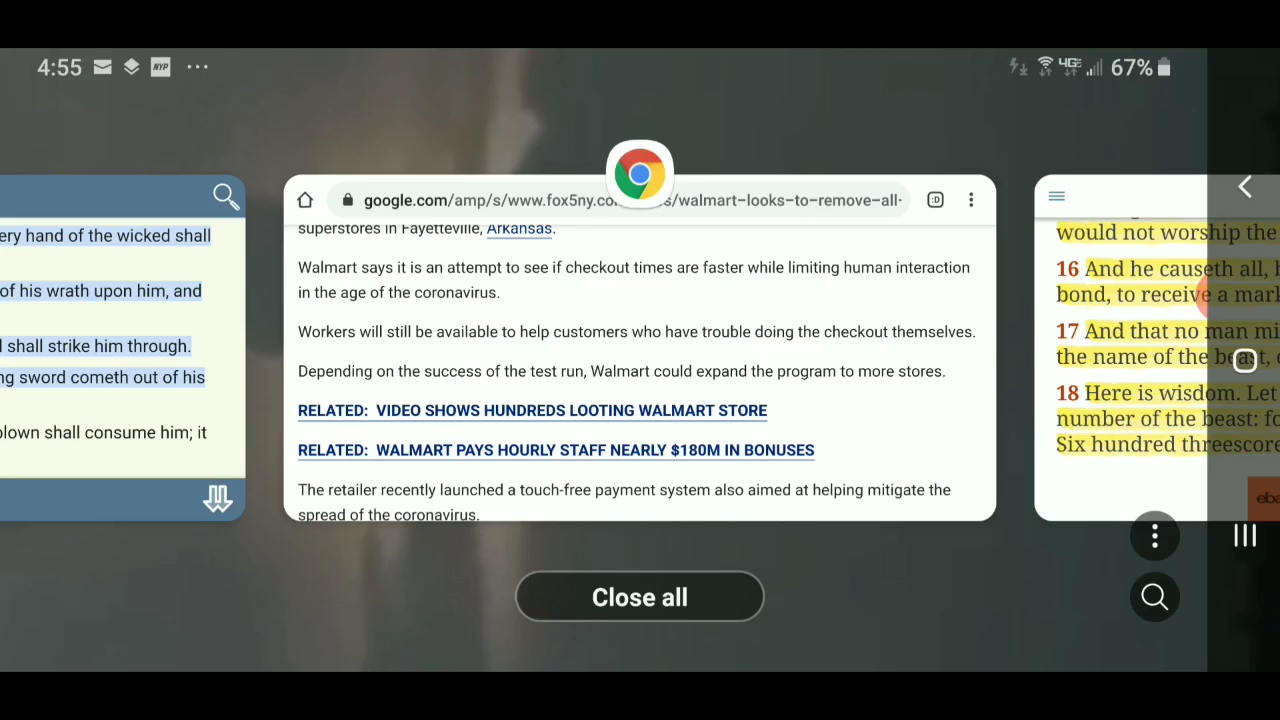 4:55 NYP ... 4GE 67%
ery hand of the wicked shall
of his wrath upon him, and
shall strike him through.
ng sword cometh out of his
blown shall consume him; it
google.com/amp/s/www.fox5ny.co s/walmart-looks-to-remove-all-
:D
superstores in Fayetteville, Arkansas.
Walmart says it is an attempt to see if checkout times are faster while limiting human interaction
in the age of the coronavirus.
Workers will still be available to help customers who have trouble doing the checkout themselves.
Depending on the success of the test run, Walmart could expand the program to more stores.
RELATED: VIDEO SHOWS HUNDREDS LOOTING WALMART STORE
RELATED: WALMART PAYS HOURLY STAFF NEARLY $180M IN BONUSES
The retailer recently launched a touch-free payment system also aimed at helping mitigate the
spread of the coronavirus.
would not worship the
16 And he causeth all, b
bond, to receive a mar
17 And that no man mi
the name of the beast,
18 Here is wisdom. Let
number of the beast: fo
Six hundred threescore
eba
Close all